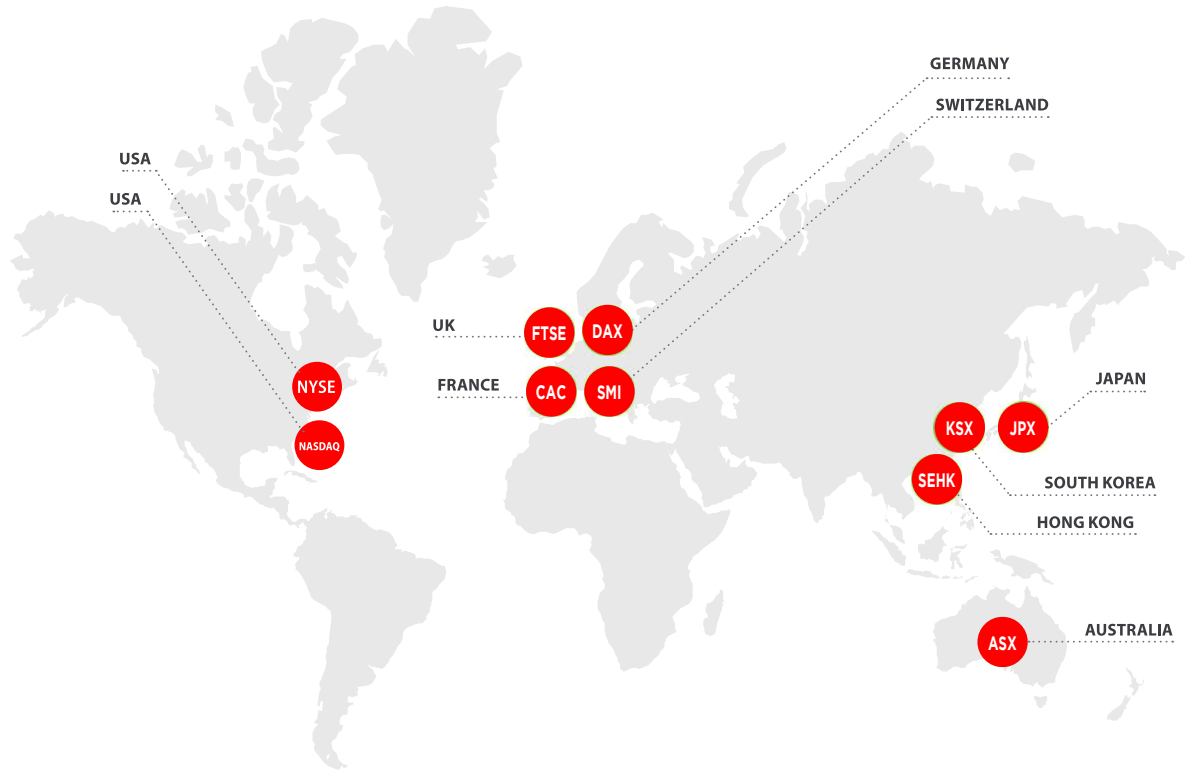 GERMANY
SWITZERLAND
USA
USA
UK
FTSE
DAX
FRANCE
CAC
SMI
NYSE
NASDAQ
JAPAN
KSX
JPX
SEHK
SOUTH KOREA
HONG KONG
AUSTRALIA
ASX